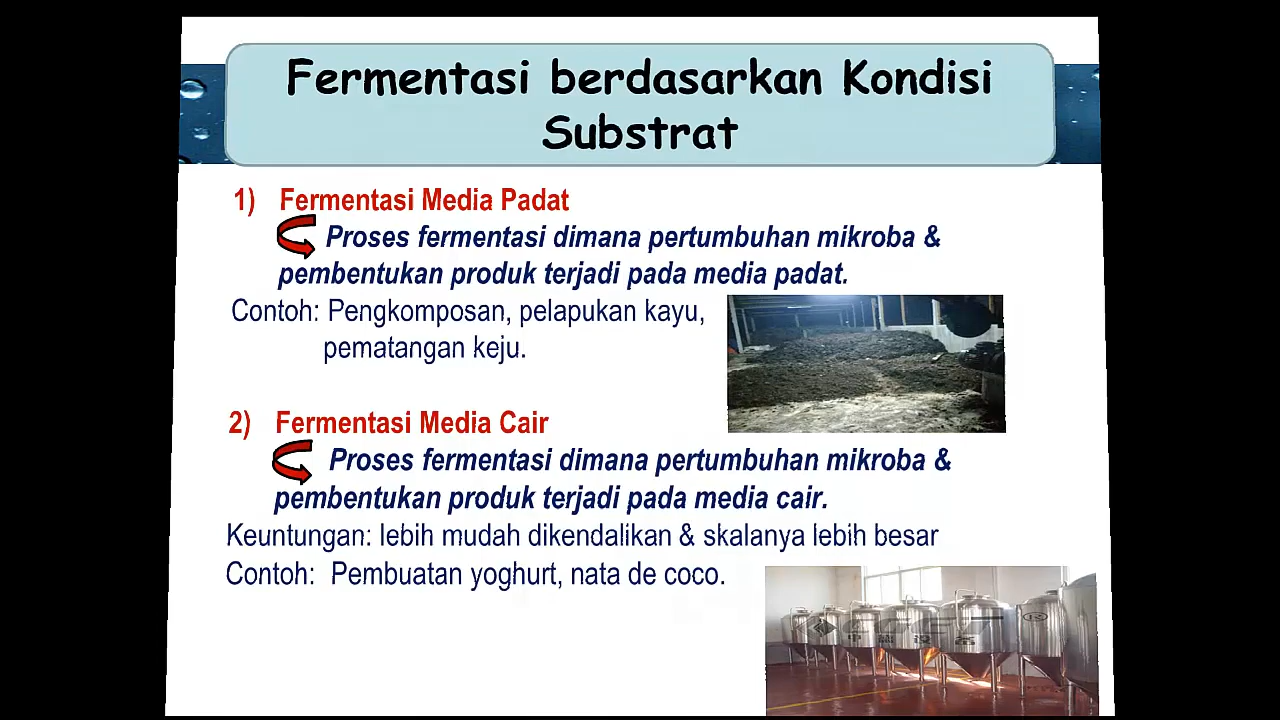 Fermentasi berdasarkan Kondisi
Substrat
1) Fermentasi Media Padat
Proses fermentasi dimana pertumbuhan mikroba &
pembentukan produk terjadi pada media padat.
Contoh: Pengkomposan, pelapukan kayu,
pematangan keju.
2) Fermentasi Media Cair
Proses fermentasi dimana pertumbuhan mikroba &
pembentukan produk terjadi pada media cair.
Keuntungan: lebih mudah dikendalikan & skalanya lebih besar
Contoh: Pembuatan yoghurt, nata de coco.